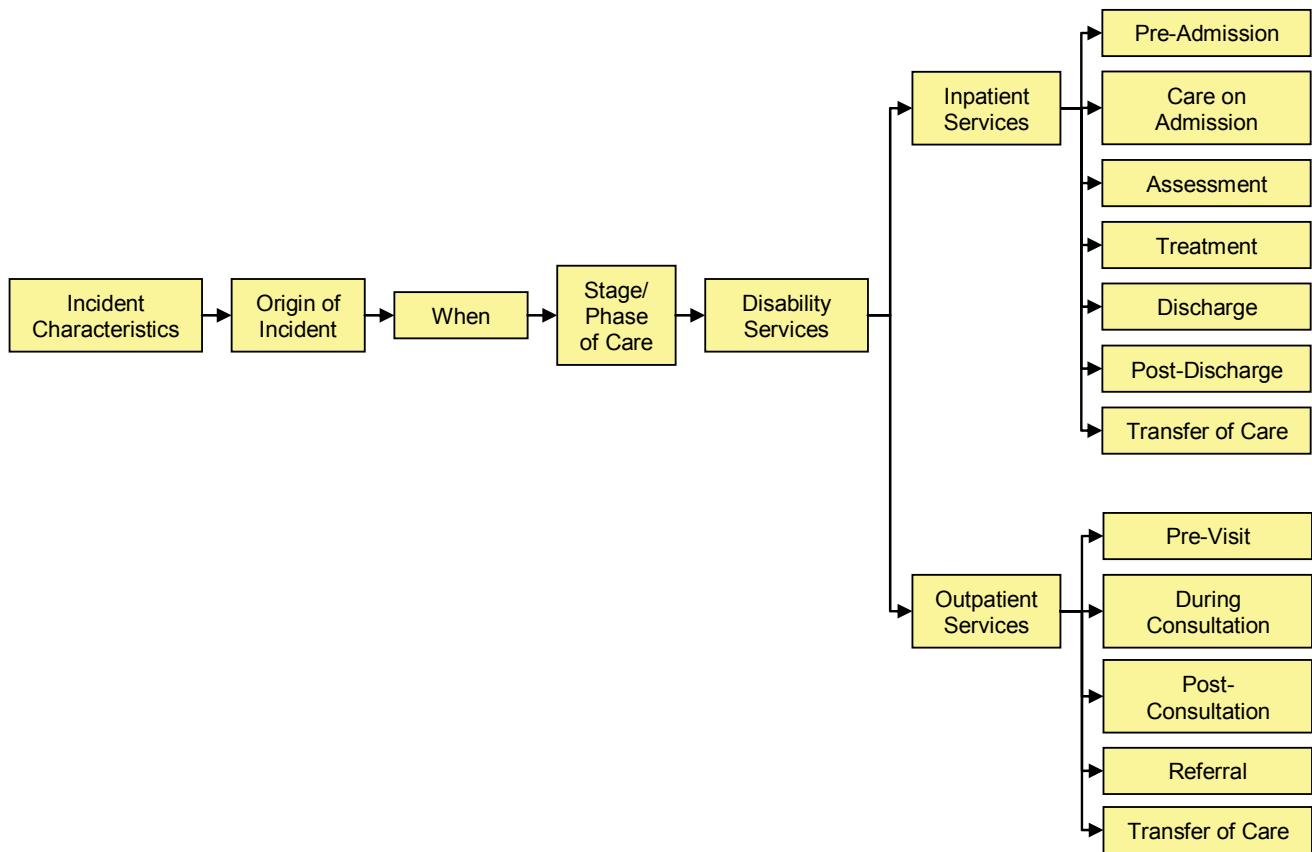 Incident
Characteristics
Origin of
Incident
When
Stage/
Phase
of Care
Disability
Services
Inpatient
Services
Pre-Admission
Care on
Admission
Assessment
Treatment
Discharge
Post-Discharge
Transfer of Care
Outpatient
Services
Pre-Visit
During
Consultation
Post-
Consultation
Referral
Transfer of Care